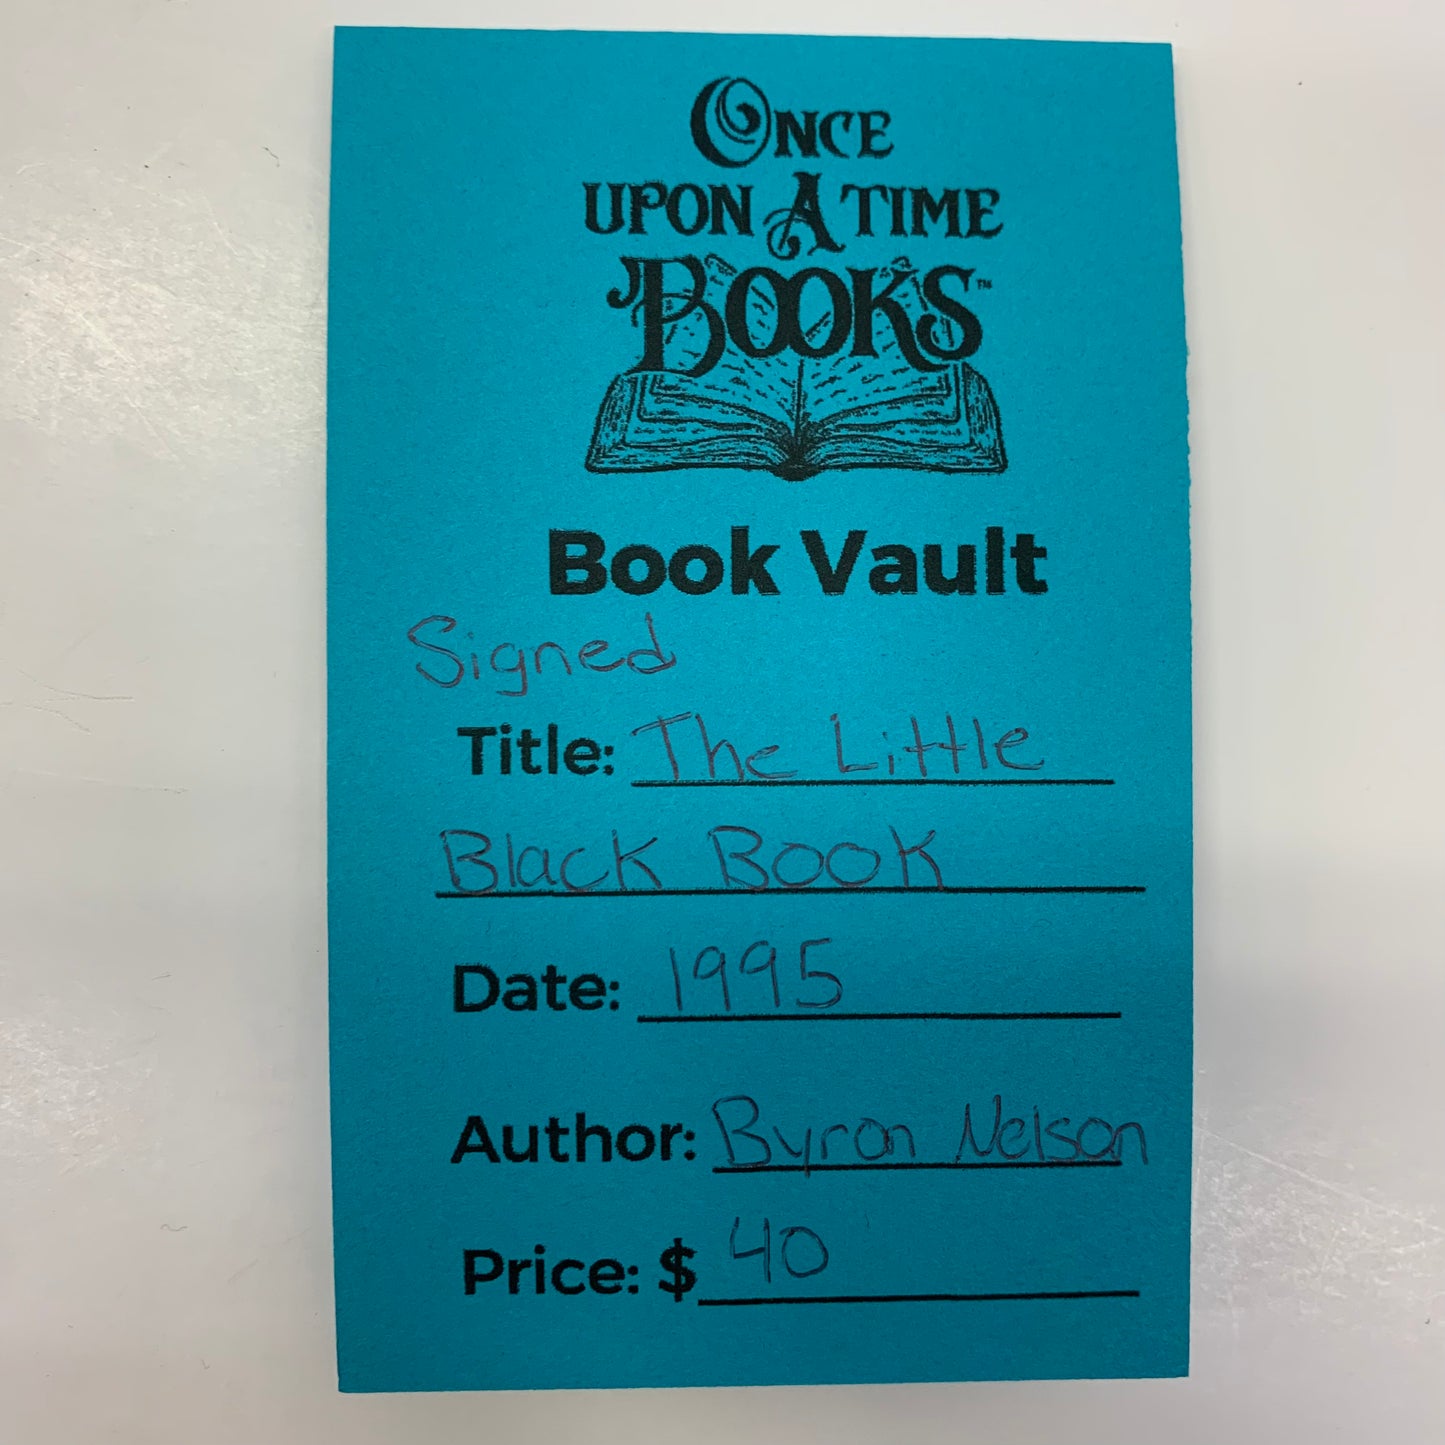 ONCE
UPON A TIME
BOOKS™
Book Vault
Signed
Title: The Little
Black Book
Date: 1995
Author: Byron Nelson
Price: $ 40